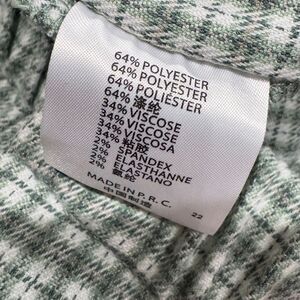 64% POLYESTER
64% POLYESTER
64% POLIÉSTER
64% 涤纶
34% VISCOSE
34% VISCOSE
34% VISCOSA
34% 粘胶
2% SPANDEX
2% ELASTHANNE
2% ELASTANO
2% 氨纶
MADE IN P. R. C.
中国制造
22